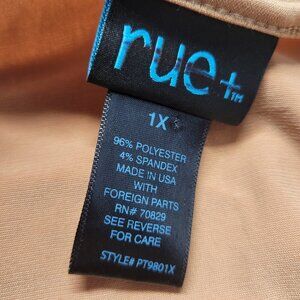 rue+™
1X
96% POLYESTER
4% SPANDEX
MADE IN USA
WITH
FOREIGN PARTS
RN# 70829
SEE REVERSE
FOR CARE
STYLE# PT9801X